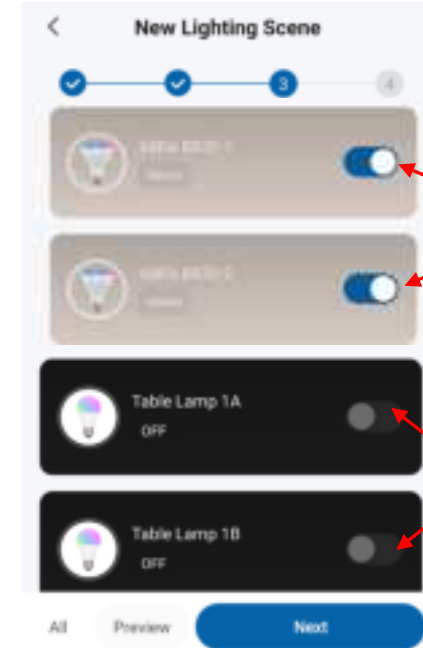 New Lighting Scene
3
4
Table Lamp 1A
OFF
Table Lamp 1B
OFF
All
Preview
Next